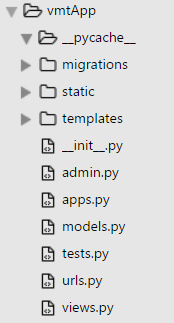 vmtApp
__pycache__
migrations
static
templates
__init__.py
admin.py
apps.py
models.py
tests.py
urls.py
views.py